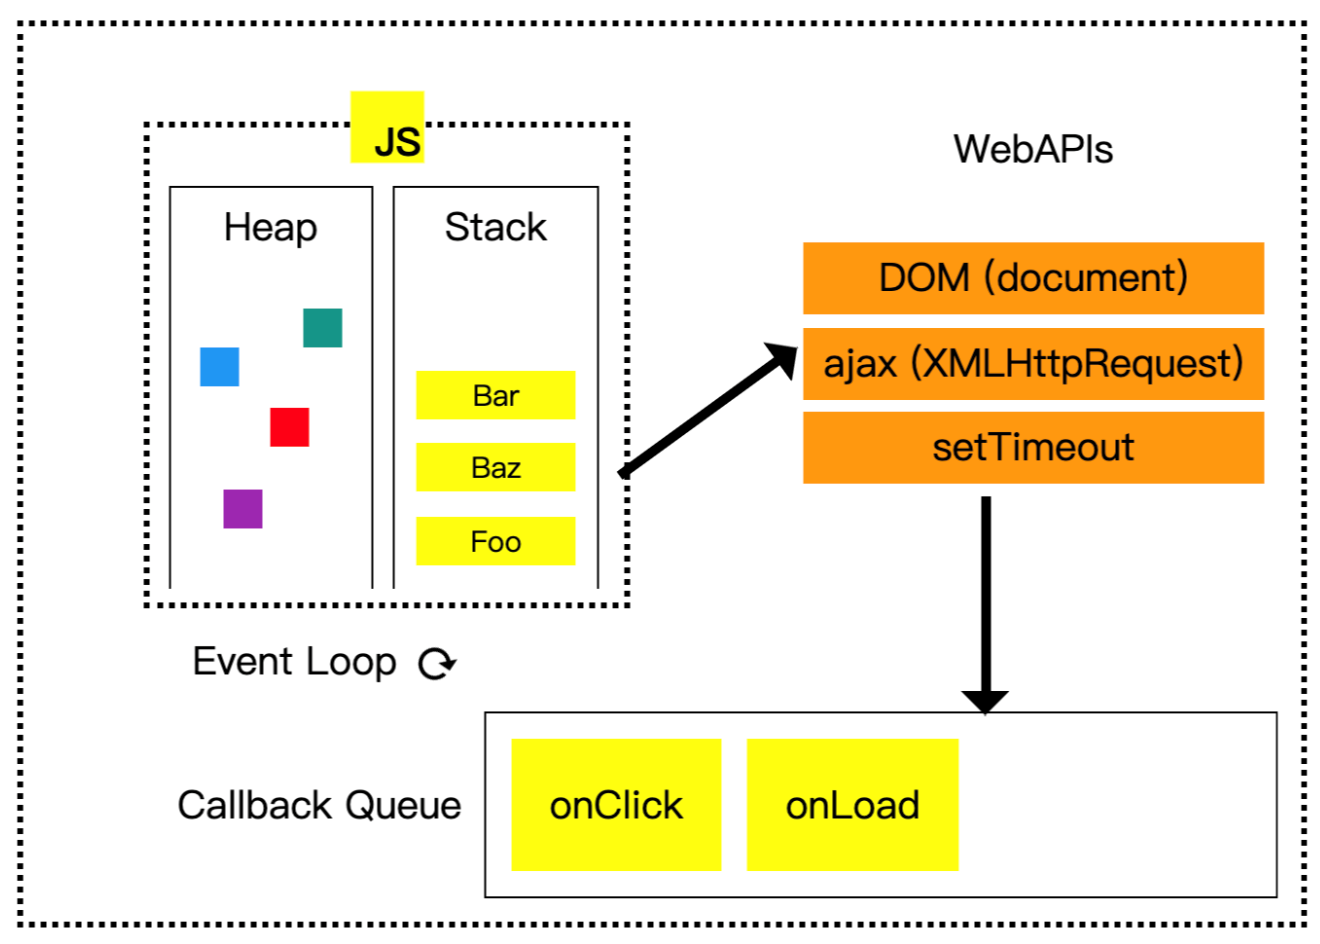 JS
WebAPIs
Heap
Stack
DOM (document)
ajax (XMLHttpRequest)
setTimeout
Bar
Baz
Foo
Event Loop
Callback Queue
onClick
onLoad